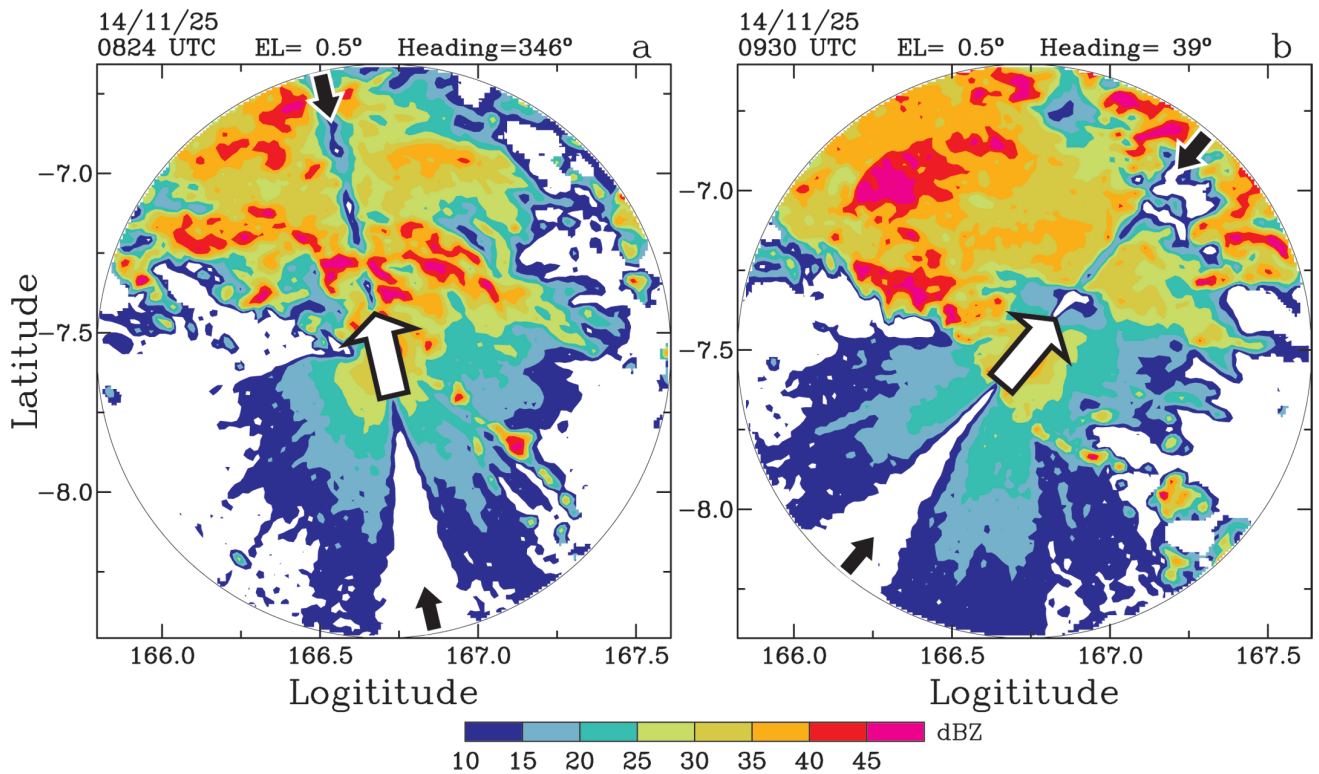 14/11/25
0824 UTC EL= 0.5° Heading=346° a
14/11/25
0930 UTC EL= 0.5° Heading= 39° b
Latitude
−7.0
−7.5
−8.0
166.0 166.5 167.0 167.5
Logititude
−7.0
−7.5
−8.0
166.0 166.5 167.0 167.5
Logititude
dBZ
10 15 20 25 30 35 40 45